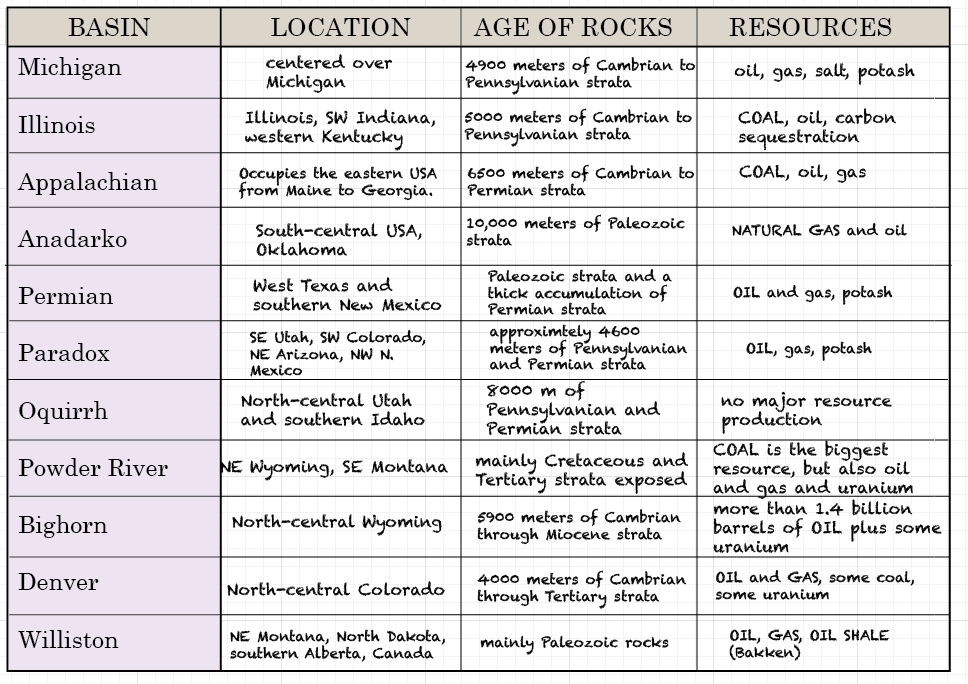 BASIN LOCATION AGE OF ROCKS RESOURCES
Michigan
centered over
Michigan
4900 meters of Cambrian to
Pennsylvanian strata
oil, gas, salt, potash
Illinois
Illinois, SW Indiana,
western Kentucky
5000 meters of Cambrian to
Pennsylvanian strata
COAL, oil, carbon
sequestration
Appalachian
Occupies the eastern USA
from Maine to Georgia.
6500 meters of Cambrian to
Permian strata
COAL, oil, gas
Anadarko
South-central USA,
Oklahoma
10,000 meters of Paleozoic
strata
NATURAL GAS and oil
Permian
West Texas and
southern New Mexico
Paleozoic strata and a
thick accumulation of
Permian strata
OIL and gas, potash
Paradox
SE Utah, SW Colorado,
NE Arizona, NW N.
Mexico
approximtely 4600
meters of Pennsylvanian
and Permian strata
OIL, gas, potash
Oquirrh
North-central Utah
and southern Idaho
8000 m of
Pennsylvanian and
Permian strata
no major resource
production
Powder River
NE Wyoming, SE Montana
mainly Cretaceous and
Tertiary strata exposed
COAL is the biggest
resource, but also oil
and gas and uranium
Bighorn
North-central Wyoming
5900 meters of Cambrian
through Miocene strata
more than 1.4 billion
barrels of OIL plus some
uranium
Denver
North-central Colorado
4000 meters of Cambrian
through Tertiary strata
OIL and GAS, some coal,
some uranium
Williston
NE Montana, North Dakota,
southern Alberta, Canada
mainly Paleozoic rocks
OIL, GAS, OIL SHALE
(Bakken)